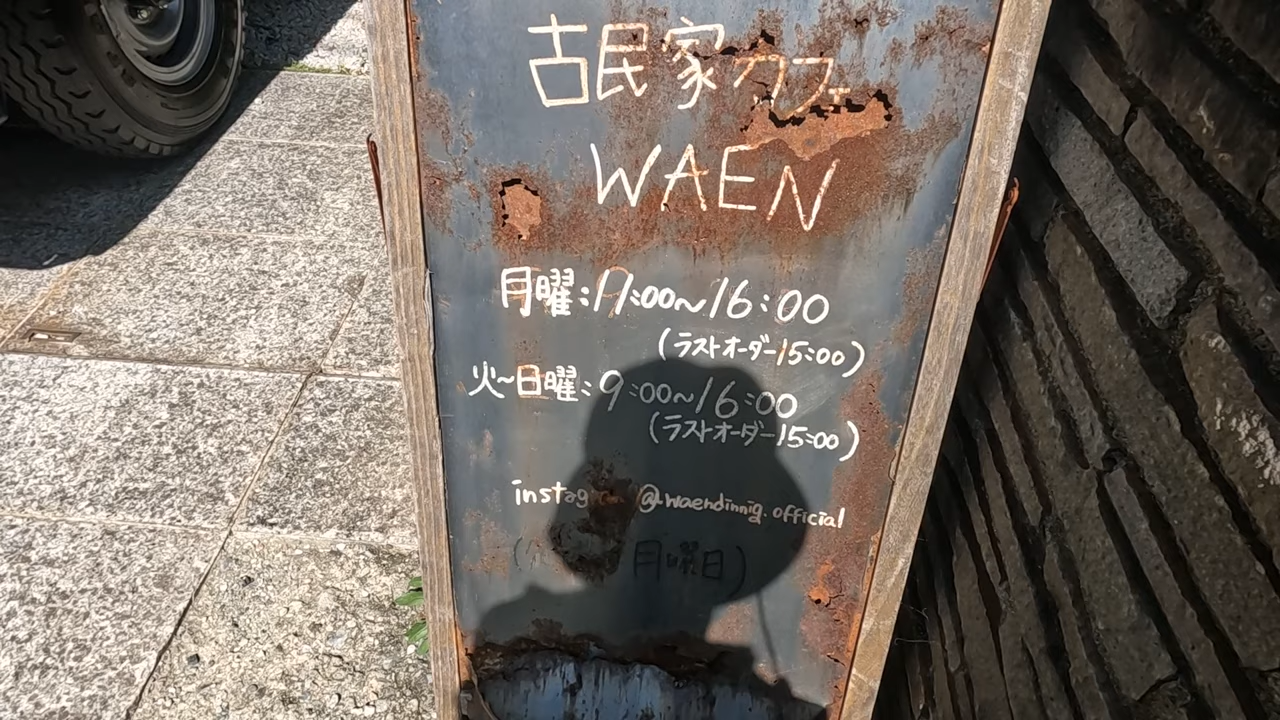 古民家カフェ
WAEN
月曜:11:00〜16:00
(ラストオーダー15:00)
火〜日曜:9:00〜16:00
(ラストオーダー15:00)
instagram @waendinnig.official
月曜日)